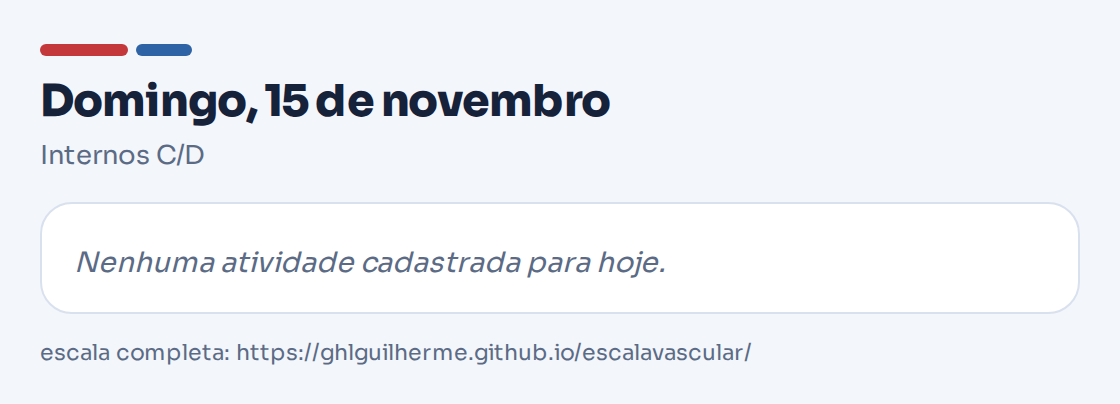 Domingo, 15 de novembro
Internos C/D
Nenhuma atividade cadastrada para hoje.
escala completa: https://ghlguilherme.github.io/escalavascular/